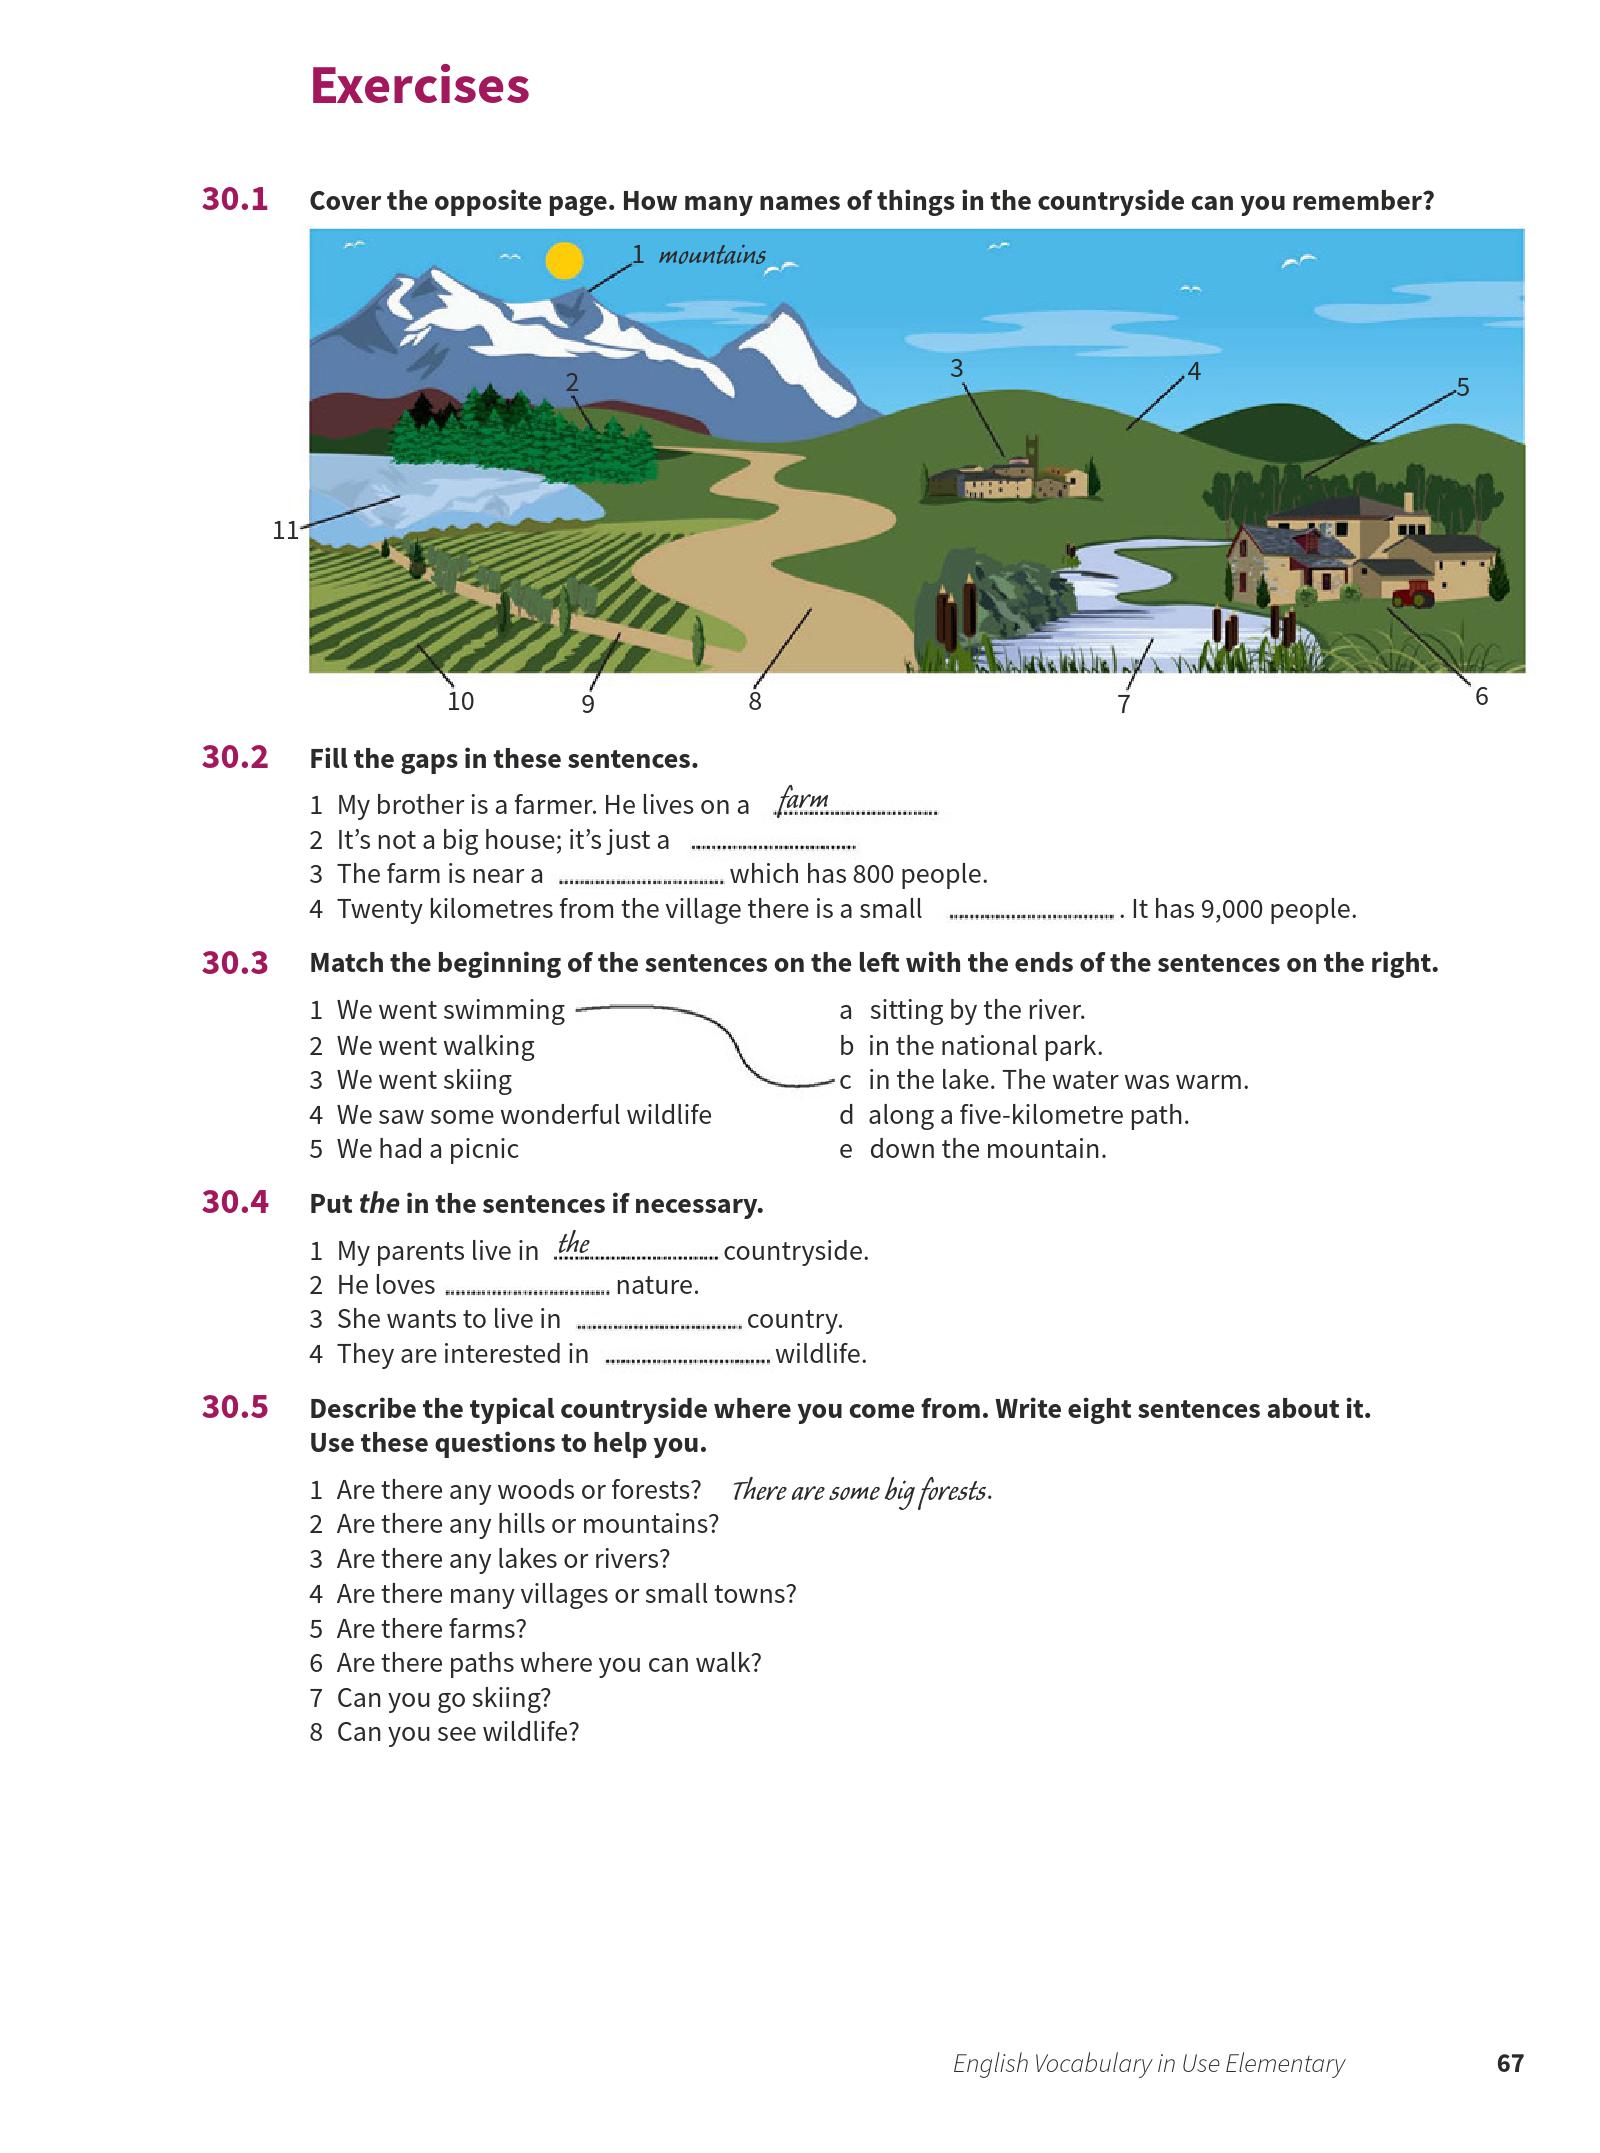 Exercises
30.1 Cover the opposite page. How many names of things in the countryside can you remember?
1 mountains
2
3
4
5
11
10
9
8
7
6
30.2 Fill the gaps in these sentences.
1 My brother is a farmer. He lives on a farm
2 It's not a big house; it's just a
3 The farm is near a which has 800 people.
4 Twenty kilometres from the village there is a small . It has 9,000 people.
30.3 Match the beginning of the sentences on the left with the ends of the sentences on the right.
1 We went swimming a sitting by the river.
2 We went walking b in the national park.
3 We went skiing c in the lake. The water was warm.
4 We saw some wonderful wildlife d along a five-kilometre path.
5 We had a picnic e down the mountain.
30.4 Put the in the sentences if necessary.
1 My parents live in the countryside.
2 He loves nature.
3 She wants to live in country.
4 They are interested in wildlife.
30.5 Describe the typical countryside where you come from. Write eight sentences about it.
Use these questions to help you.
1 Are there any woods or forests? There are some big forests.
2 Are there any hills or mountains?
3 Are there any lakes or rivers?
4 Are there many villages or small towns?
5 Are there farms?
6 Are there paths where you can walk?
7 Can you go skiing?
8 Can you see wildlife?
English Vocabulary in Use Elementary 67